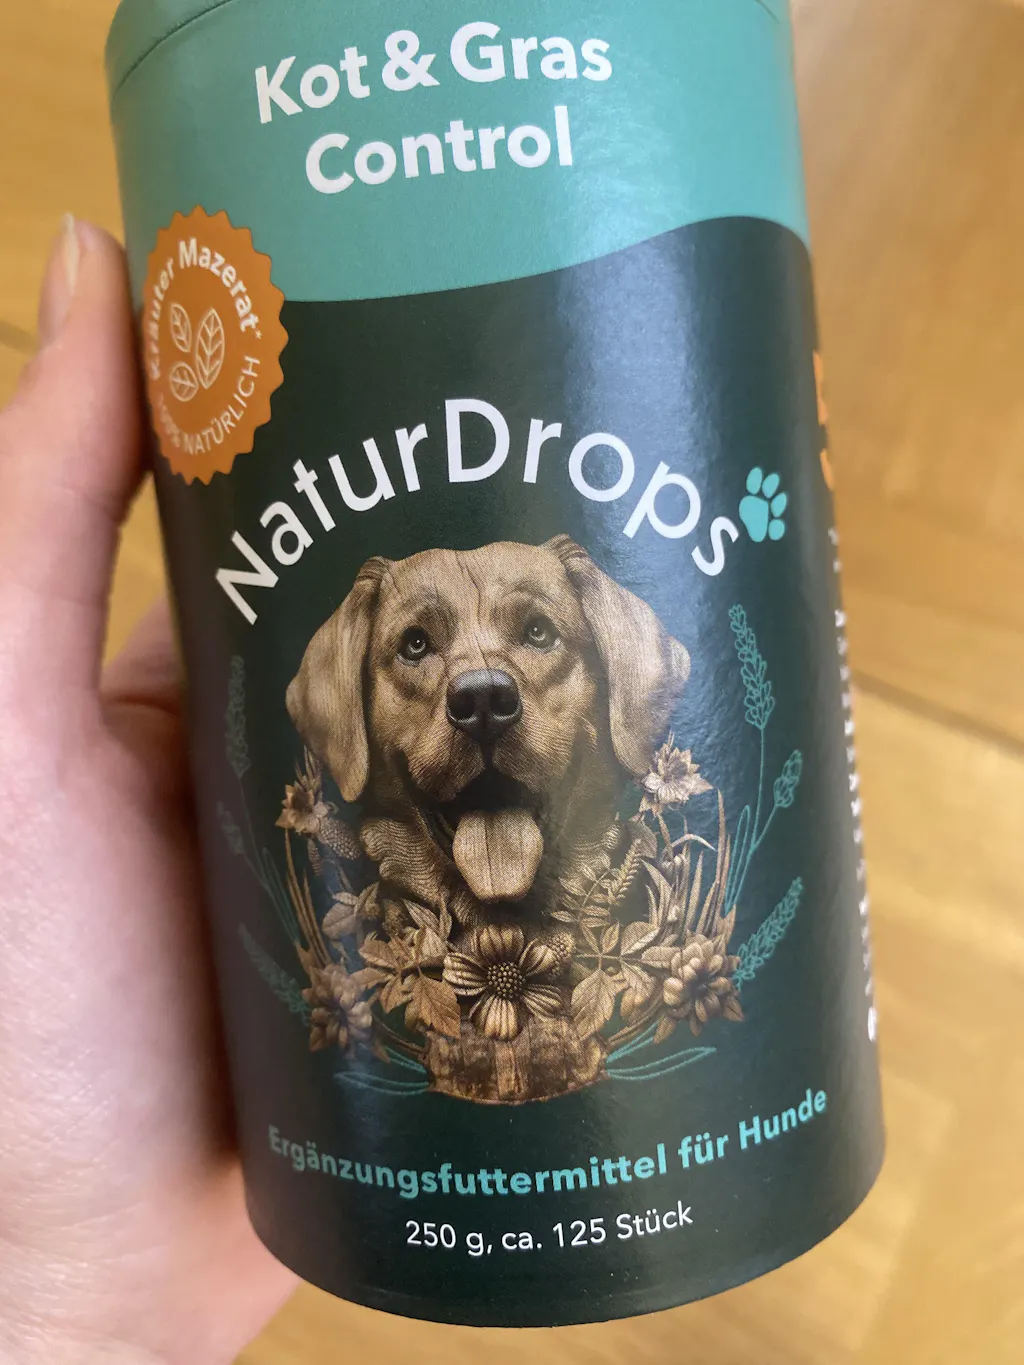 Kot & Gras
Control
Kräuter Mazerat*
100% NATÜRLICH
NaturDrops
Ergänzungsfuttermittel für Hunde
250 g, ca. 125 Stück